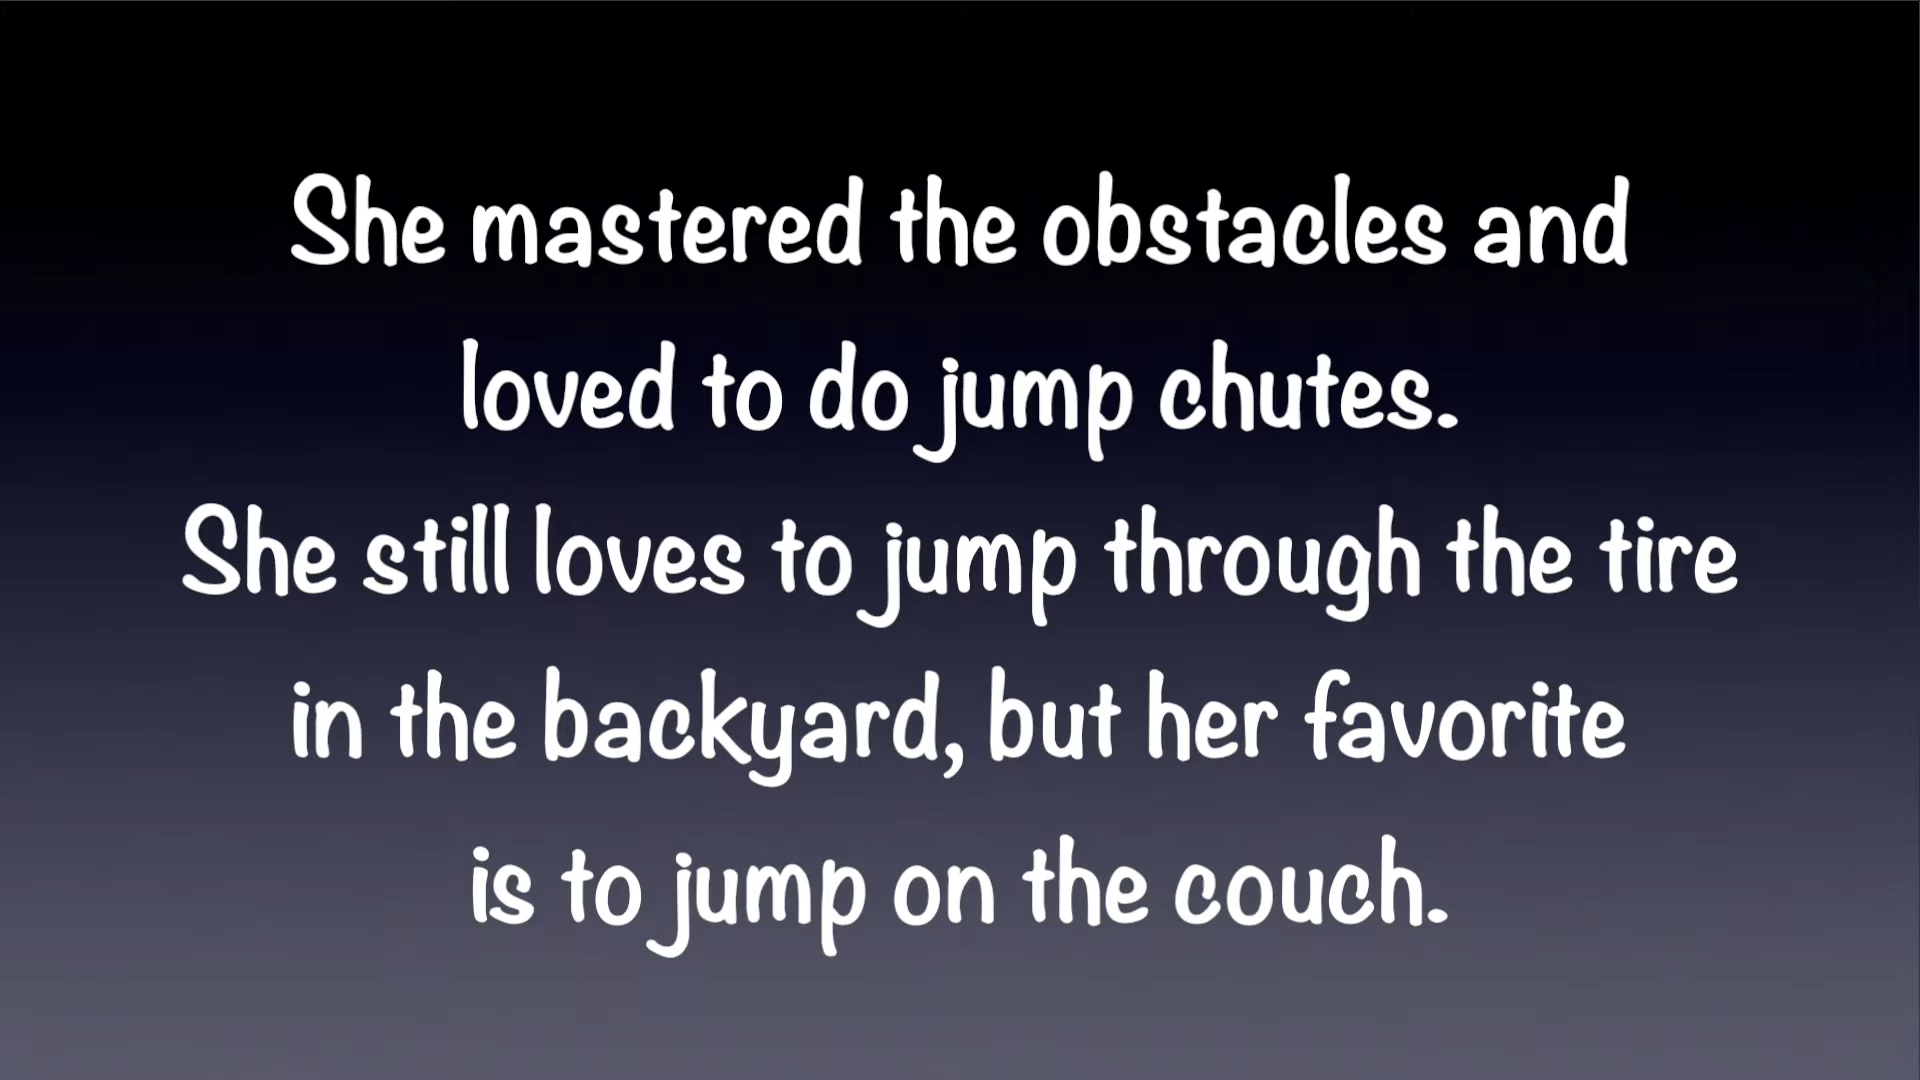 She mastered the obstacles and
loved to do jump chutes.
She still loves to jump through the tire
in the backyard, but her favorite
is to jump on the couch.